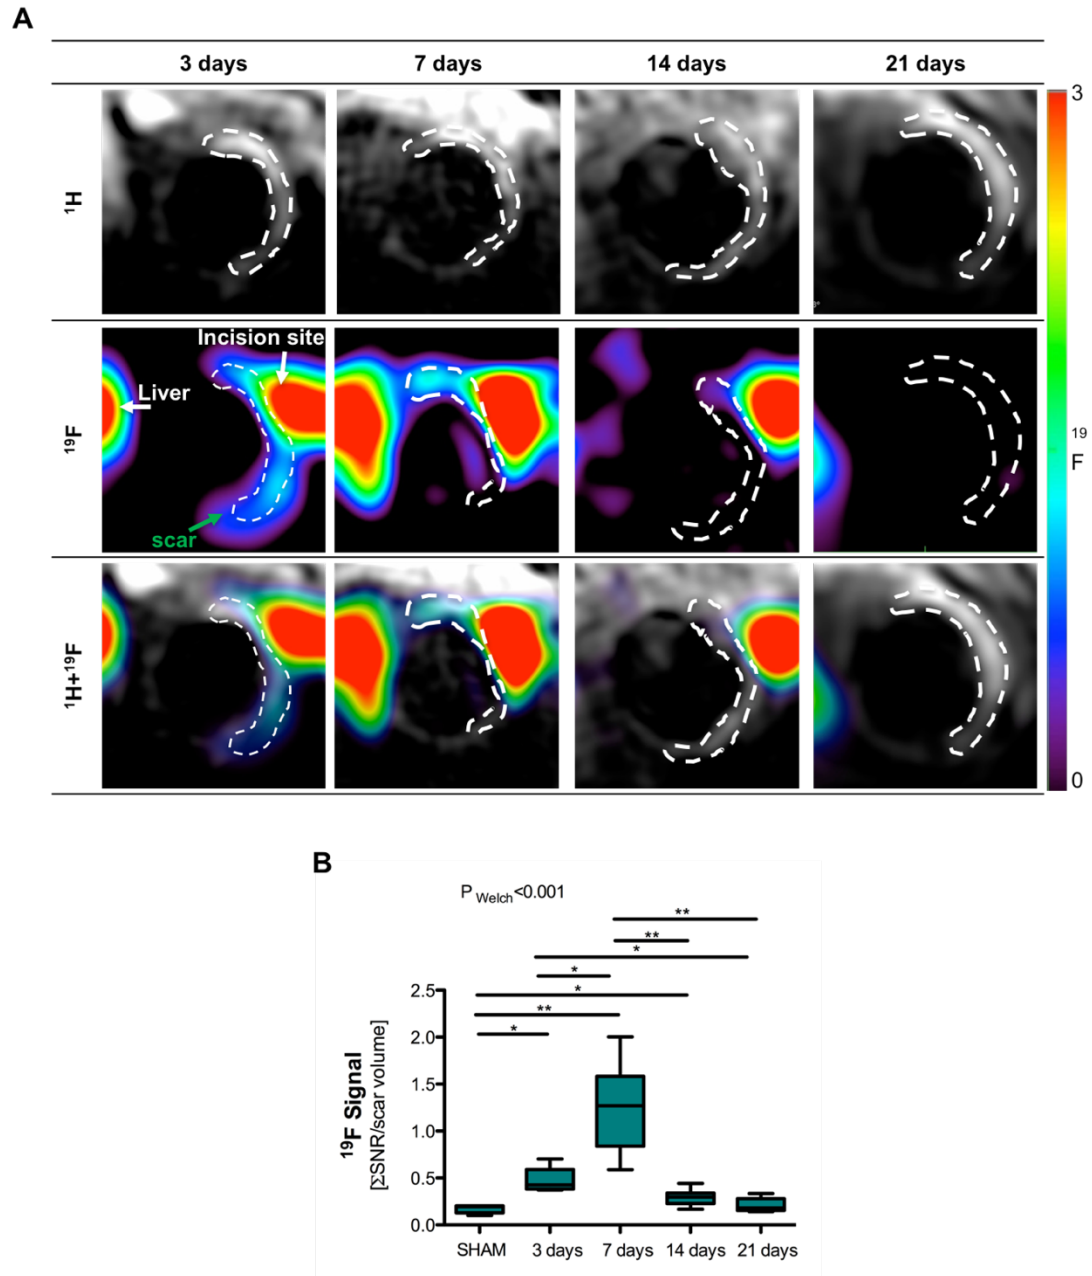 A
3 days 7 days 14 days 21 days
3
¹H
Incision site
Liver
¹⁹F
19
F
scar
¹H+¹⁹F
0
B
P Welch<0.001
**
**
*
*
*
**
*
2.5
2.0
1.5
1.0
0.5
0.0
¹⁹F Signal
[ΣSNR/scar volume]
SHAM 3 days 7 days 14 days 21 days